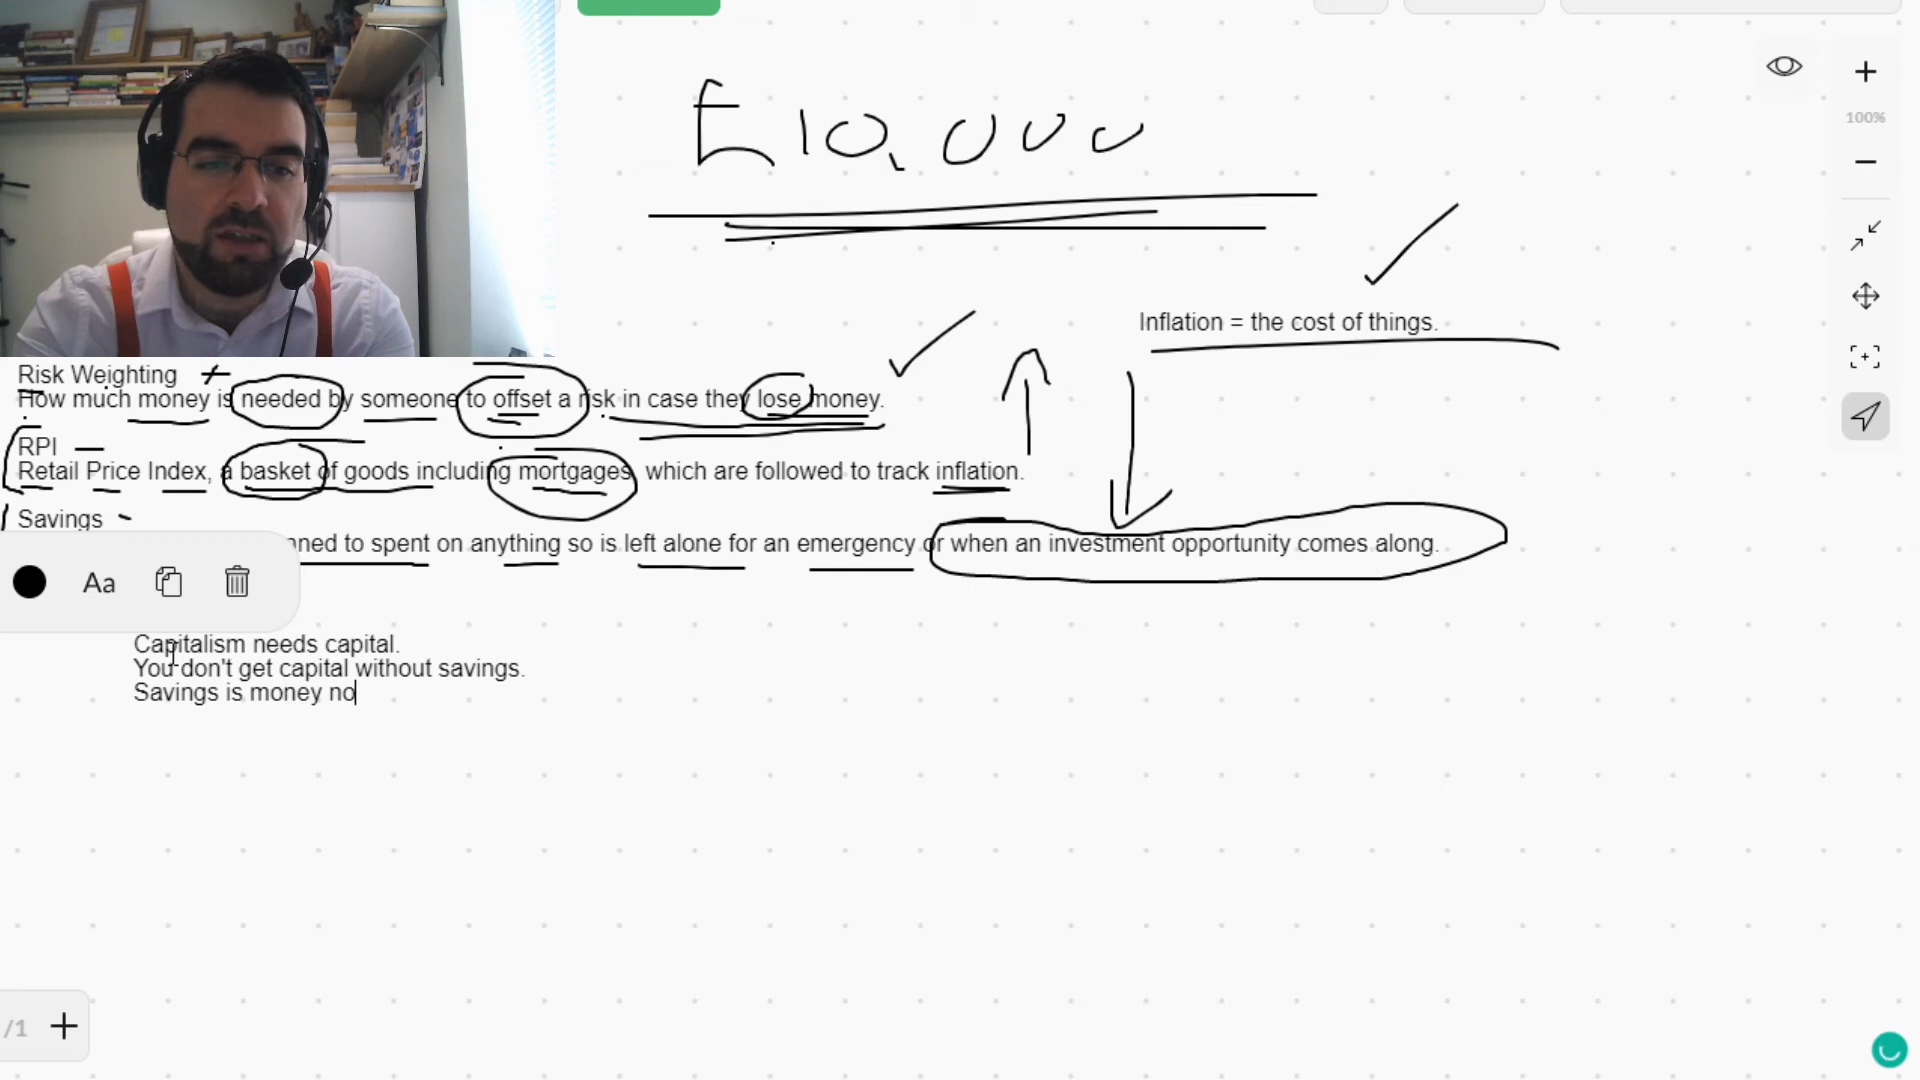 £10,000
100%
Inflation = the cost of things.
Risk Weighting
How much money is needed by someone to offset a risk in case they lose money.
RPI
Retail Price Index, a basket of goods including mortgages, which are followed to track inflation.
Savings
nned to spent on anything so is left alone for an emergency or when an investment opportunity comes along.
Aa
Capitalism needs capital.
You don't get capital without savings.
Savings is money no
/1